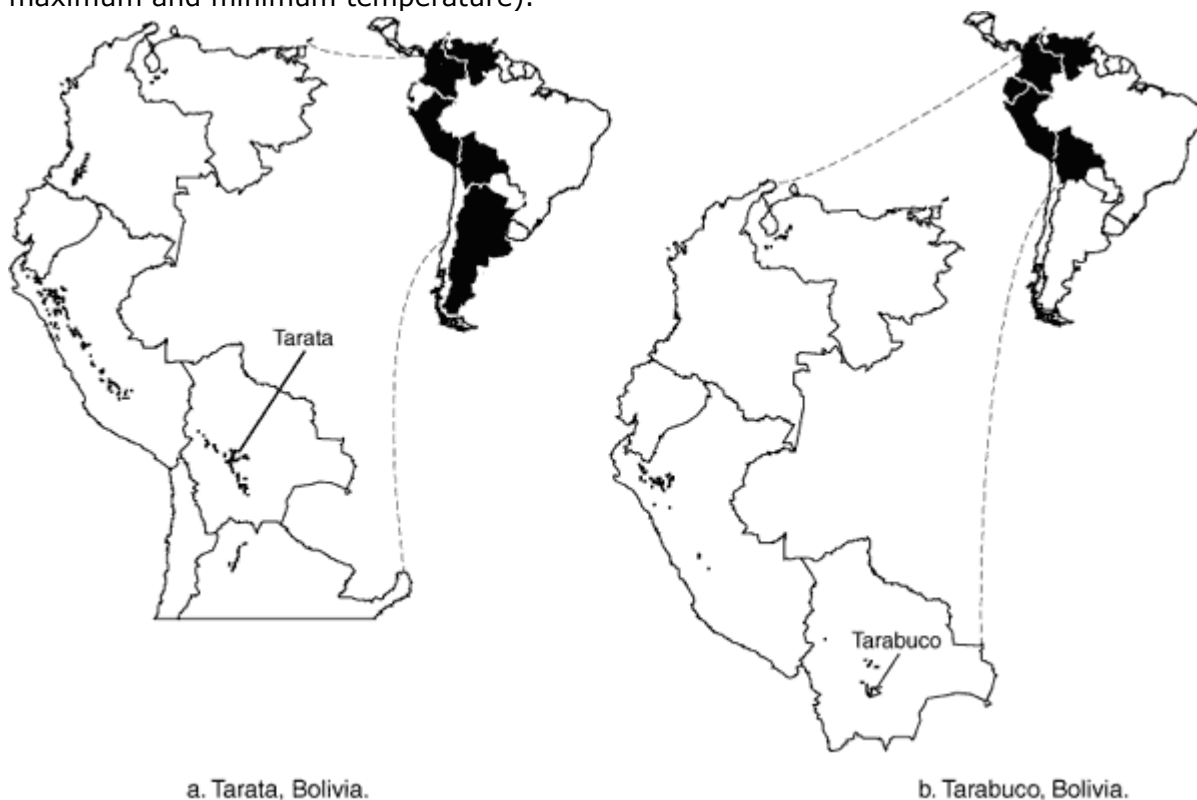 maximum and minimum temperature).
Tarata
Tarabuco
a. Tarata, Bolivia.
b. Tarabuco, Bolivia.